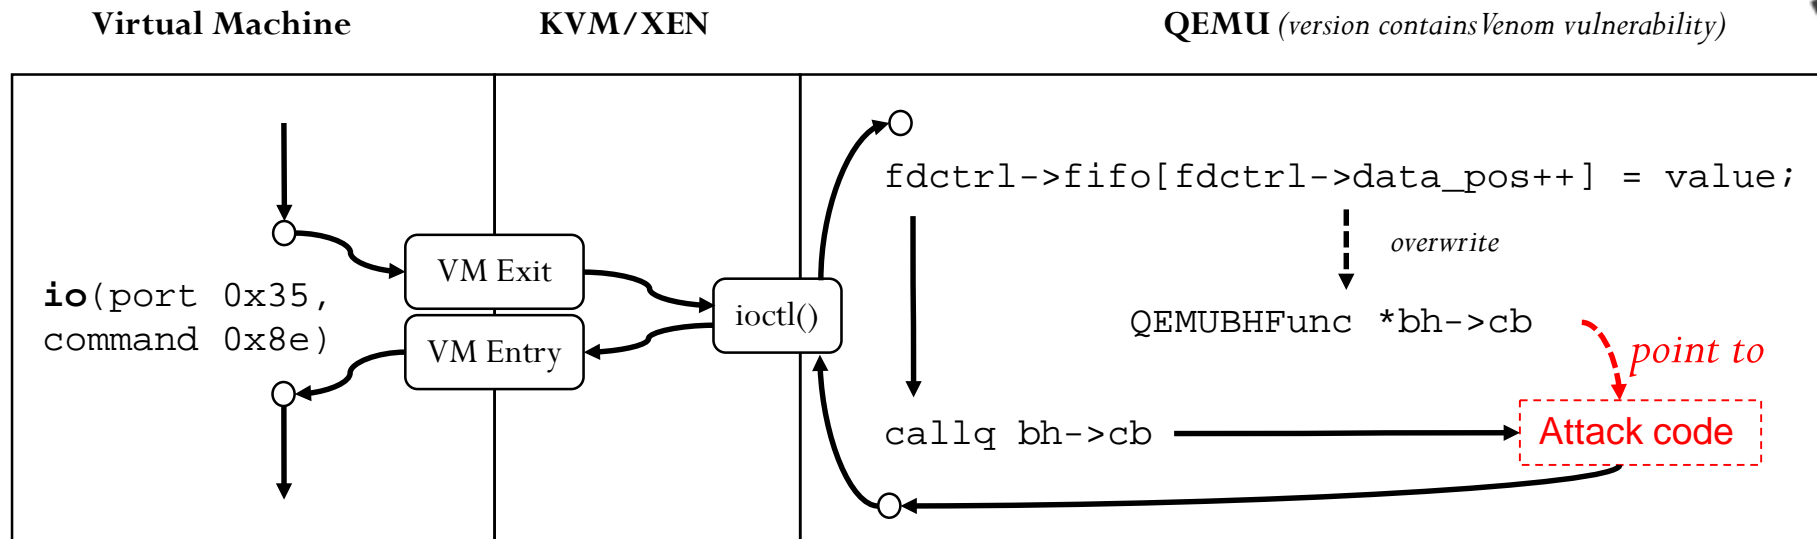 Virtual Machine
KVM/XEN
QEMU (version contains Venom vulnerability)
fdctrl->fifo[fdctrl->data_pos++] = value;
overwrite
VM Exit
io(port 0x35,
command 0x8e)
ioctl()
QEMUBHFunc *bh->cb
point to
VM Entry
callq bh->cb
Attack code